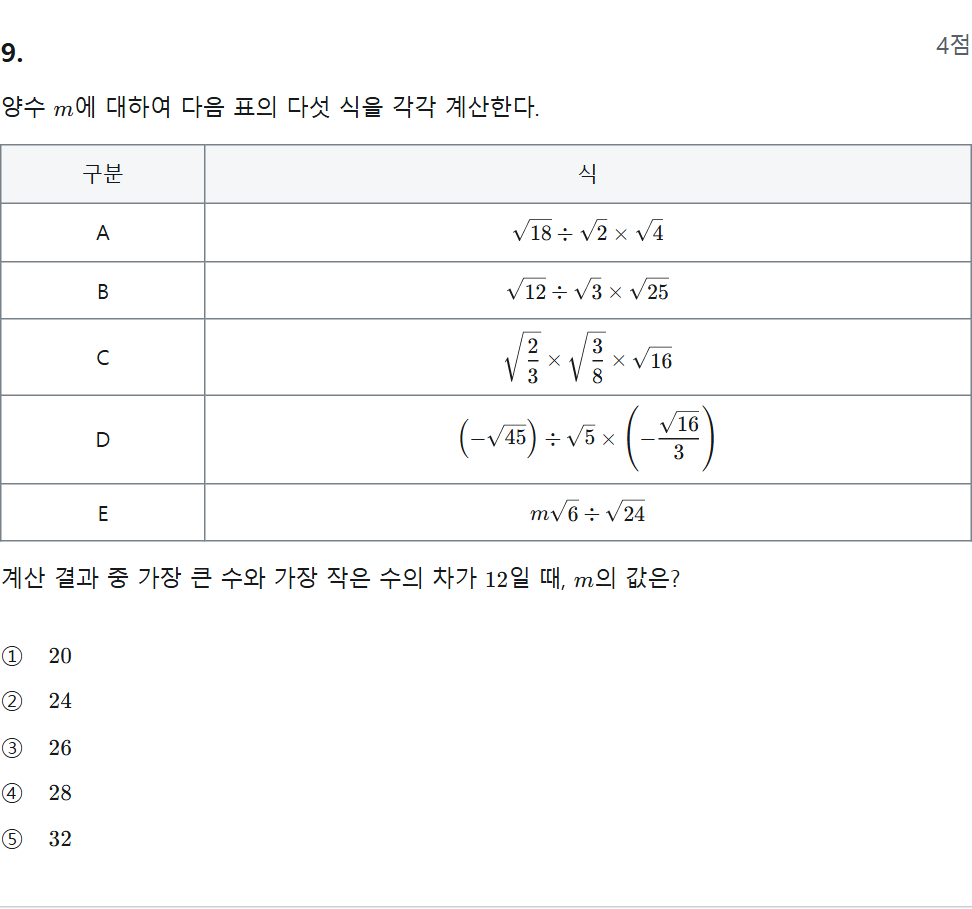 9.
4점
양수 m에 대하여 다음 표의 다섯 식을 각각 계산한다.
구분 식
A √18 ÷ √2 × √4
B √12 ÷ √3 × √25
C √(2/3) × √(3/8) × √16
D (−√45) ÷ √5 × (−√16/3)
E m√6 ÷ √24
계산 결과 중 가장 큰 수와 가장 작은 수의 차가 12일 때, m의 값은?
① 20
② 24
③ 26
④ 28
⑤ 32